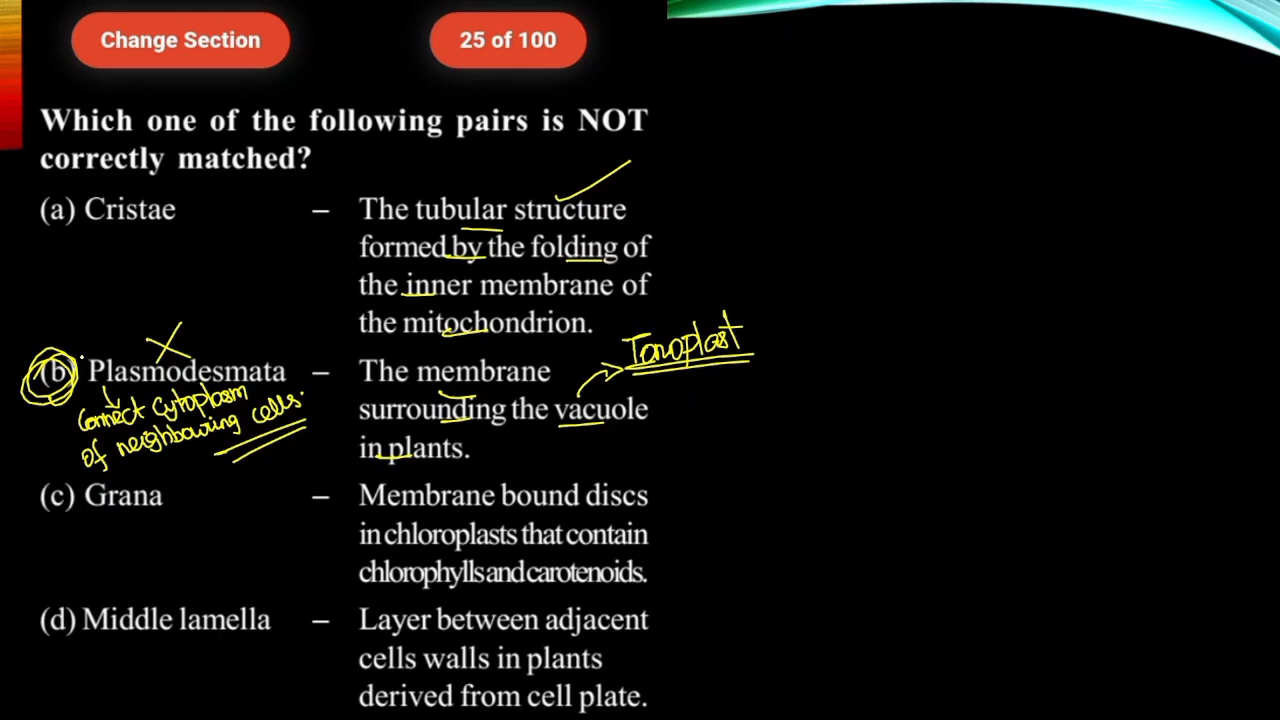 Change Section
25 of 100
Which one of the following pairs is NOT
correctly matched?
(a) Cristae – The tubular structure
formed by the folding of
the inner membrane of
the mitochondrion.
Tonoplast
(b) Plasmodesmata – The membrane
connect cytoplasm
of neighbouring cells.
surrounding the vacuole
in plants.
(c) Grana – Membrane bound discs
in chloroplasts that contain
chlorophylls and carotenoids.
(d) Middle lamella – Layer between adjacent
cells walls in plants
derived from cell plate.